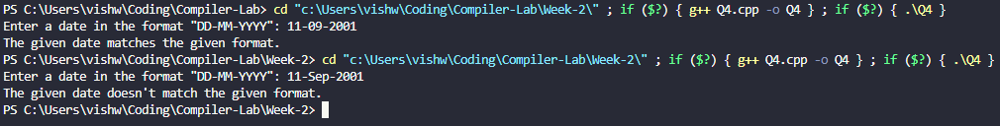 PS C:\Users\vishw\Coding\Compiler-Lab> cd "c:\Users\vishw\Coding\Compiler-Lab\Week-2\" ; if ($?) { g++ Q4.cpp -o Q4 } ; if ($?) { .\Q4 }
Enter a date in the format "DD-MM-YYYY": 11-09-2001
The given date matches the given format.
PS C:\Users\vishw\Coding\Compiler-Lab\Week-2> cd "c:\Users\vishw\Coding\Compiler-Lab\Week-2\" ; if ($?) { g++ Q4.cpp -o Q4 } ; if ($?) { .\Q4 }
Enter a date in the format "DD-MM-YYYY": 11-Sep-2001
The given date doesn't match the given format.
PS C:\Users\vishw\Coding\Compiler-Lab\Week-2>